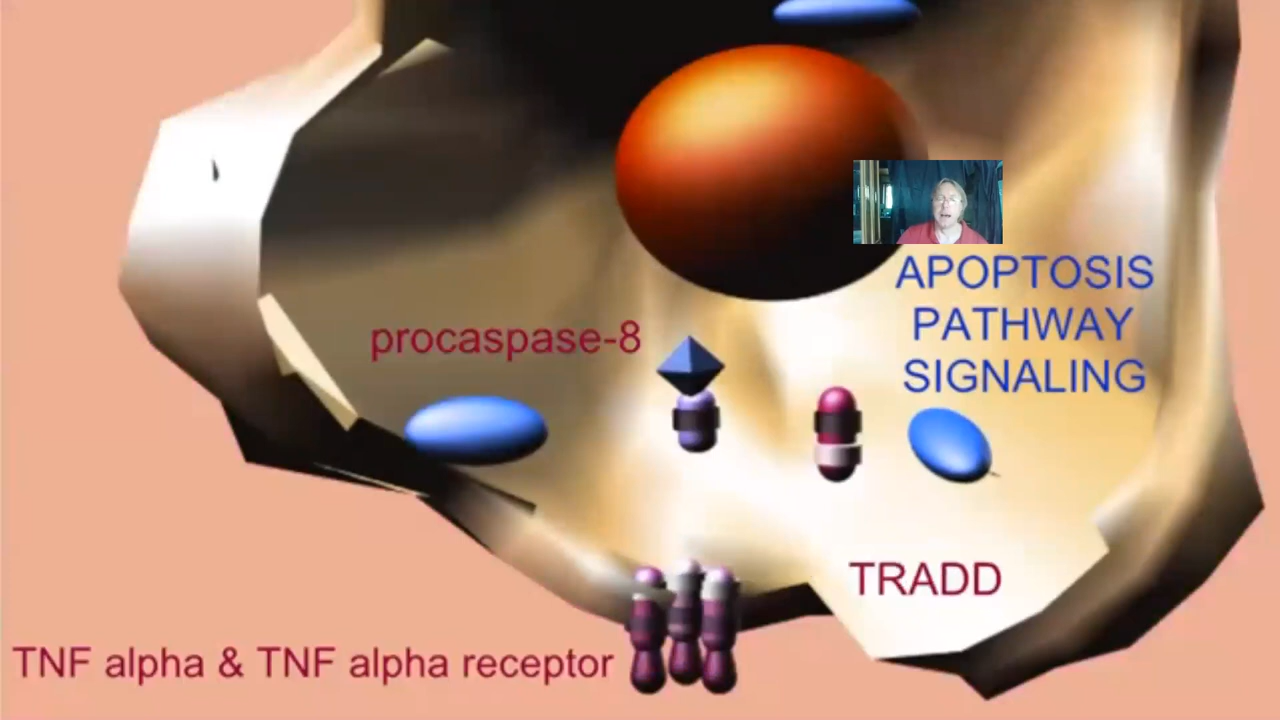 APOPTOSIS
PATHWAY
SIGNALING
procaspase-8
TRADD
TNF alpha & TNF alpha receptor